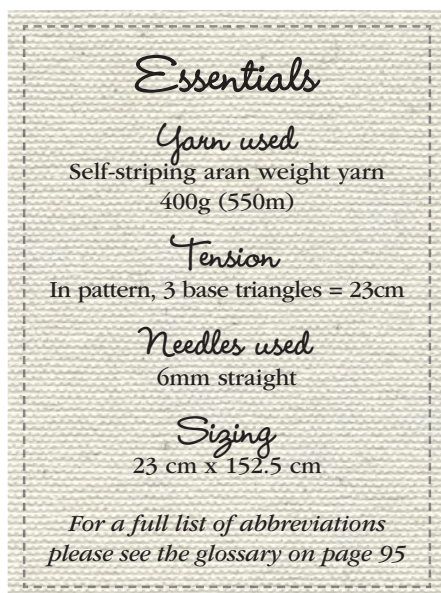 Essentials
Yarn used
Self-striping aran weight yarn
400g (550m)
Tension
In pattern, 3 base triangles = 23cm
Needles used
6mm straight
Sizing
23 cm x 152.5 cm
For a full list of abbreviations
please see the glossary on page 95